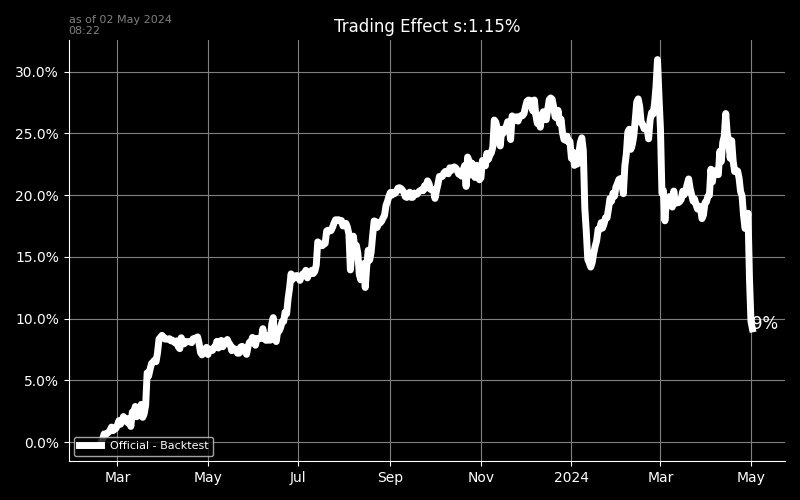 as of 02 May 2024
08:22
Trading Effect s:1.15%
30.0%
25.0%
20.0%
15.0%
10.0%
5.0%
0.0%
9%
Official - Backtest
Mar May Jul Sep Nov 2024 Mar May